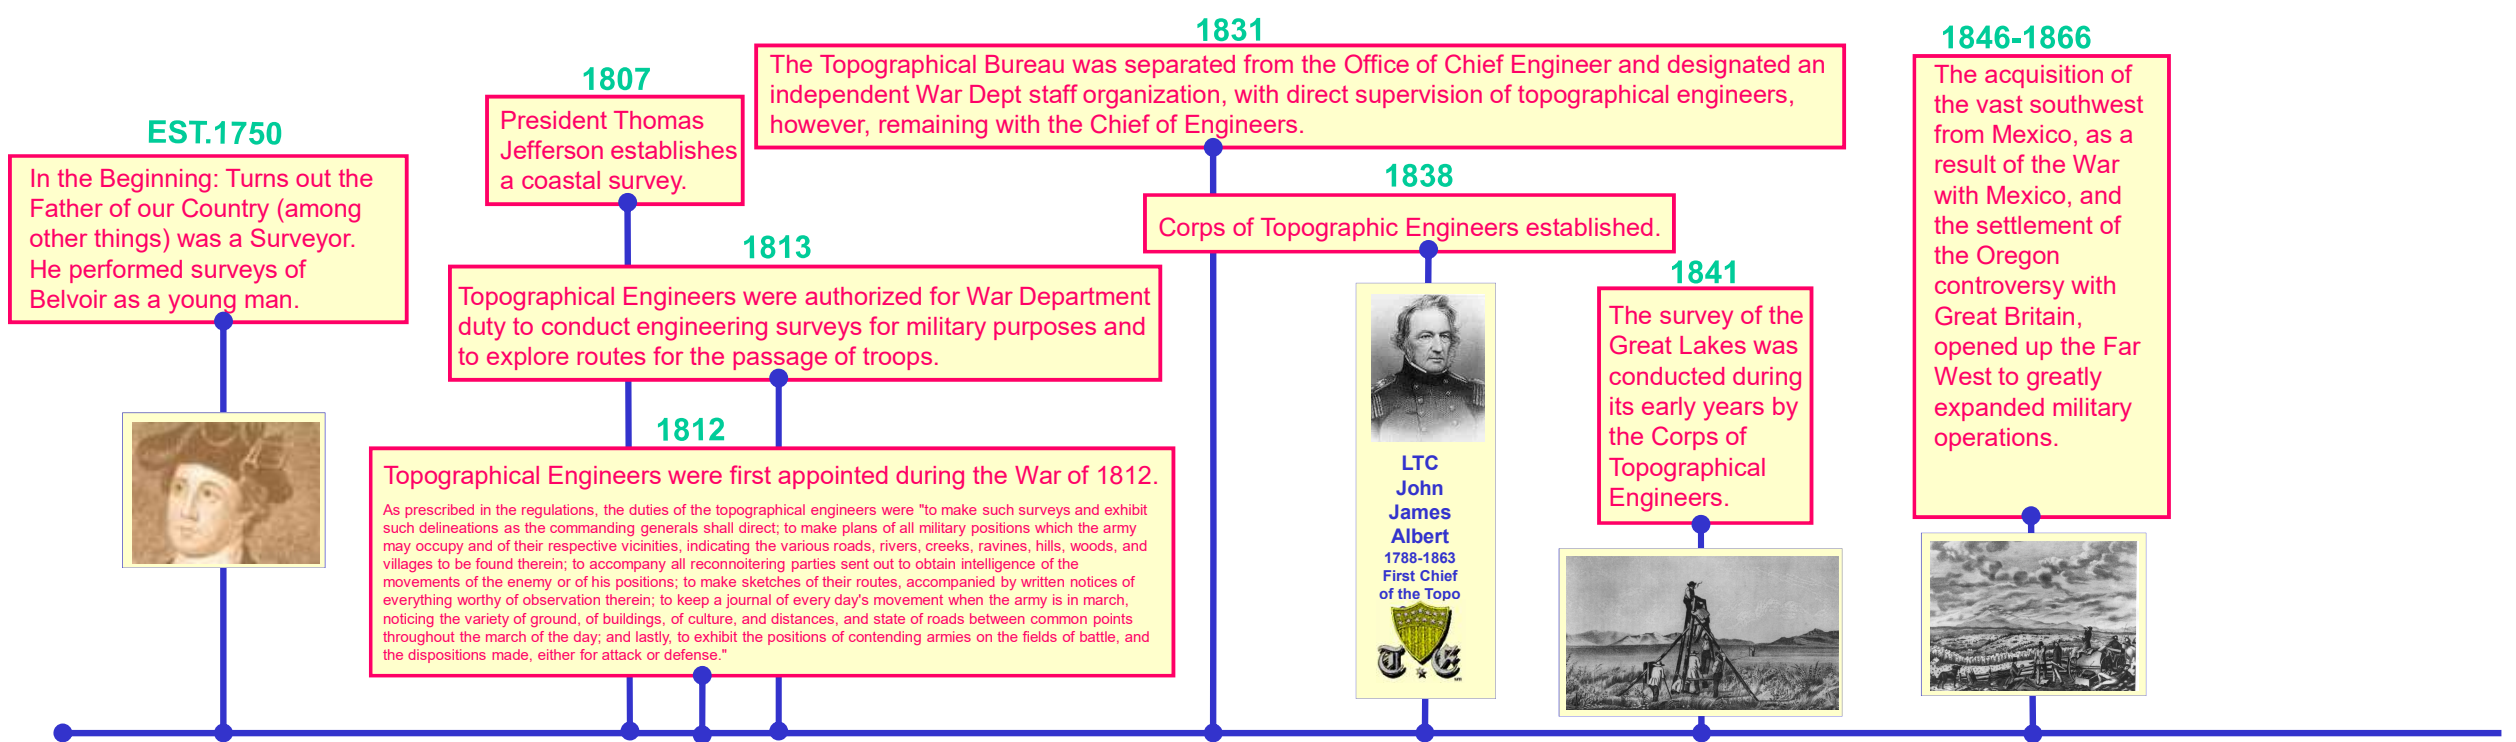 EST.1750
In the Beginning: Turns out the
Father of our Country (among
other things) was a Surveyor.
He performed surveys of
Belvoir as a young man.
1807
President Thomas
Jefferson establishes
a coastal survey.
1813
Topographical Engineers were authorized for War Department
duty to conduct engineering surveys for military purposes and
to explore routes for the passage of troops.
1812
Topographical Engineers were first appointed during the War of 1812.
As prescribed in the regulations, the duties of the topographical engineers were "to make such surveys and exhibit
such delineations as the commanding generals shall direct; to make plans of all military positions which the army
may occupy and of their respective vicinities, indicating the various roads, rivers, creeks, ravines, hills, woods, and
villages to be found therein; to accompany all reconnoitering parties sent out to obtain intelligence of the
movements of the enemy or of his positions; to make sketches of their routes, accompanied by written notices of
everything worthy of observation therein; to keep a journal of every day's movement when the army is in march,
noticing the variety of ground, of buildings, of culture, and distances, and state of roads between common points
throughout the march of the day; and lastly, to exhibit the positions of contending armies on the fields of battle, and
the dispositions made, either for attack or defense."
1831
The Topographical Bureau was separated from the Office of Chief Engineer and designated an
independent War Dept staff organization, with direct supervision of topographical engineers,
however, remaining with the Chief of Engineers.
1838
Corps of Topographic Engineers established.
LTC
John
James
Albert
1788-1863
First Chief
of the Topo
T E
1841
The survey of the
Great Lakes was
conducted during
its early years by
the Corps of
Topographical
Engineers.
1846-1866
The acquisition of
the vast southwest
from Mexico, as a
result of the War
with Mexico, and
the settlement of
the Oregon
controversy with
Great Britain,
opened up the Far
West to greatly
expanded military
operations.